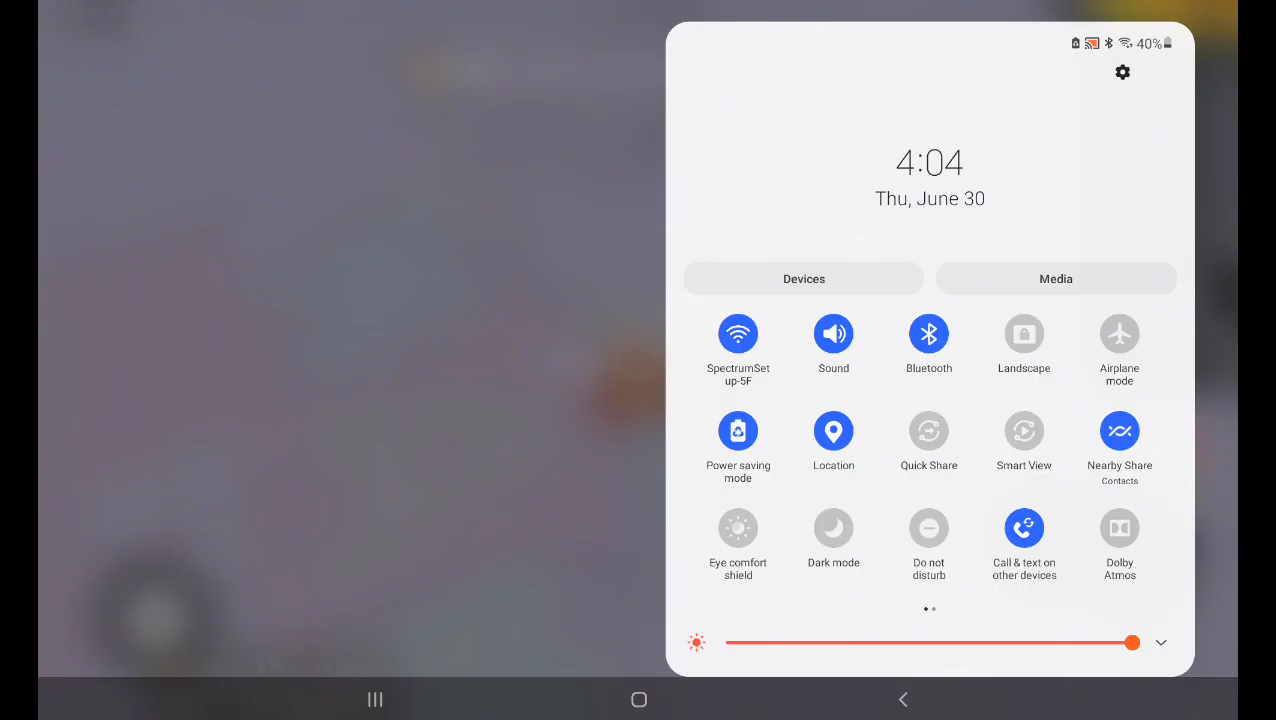 40%
4:04
Thu, June 30
Devices
Media
SpectrumSet
up-5F
Sound
Bluetooth
Landscape
Airplane
mode
Power saving
mode
Location
Quick Share
Smart View
Nearby Share
Contacts
Eye comfort
shield
Dark mode
Do not
disturb
Call & text on
other devices
Dolby
Atmos